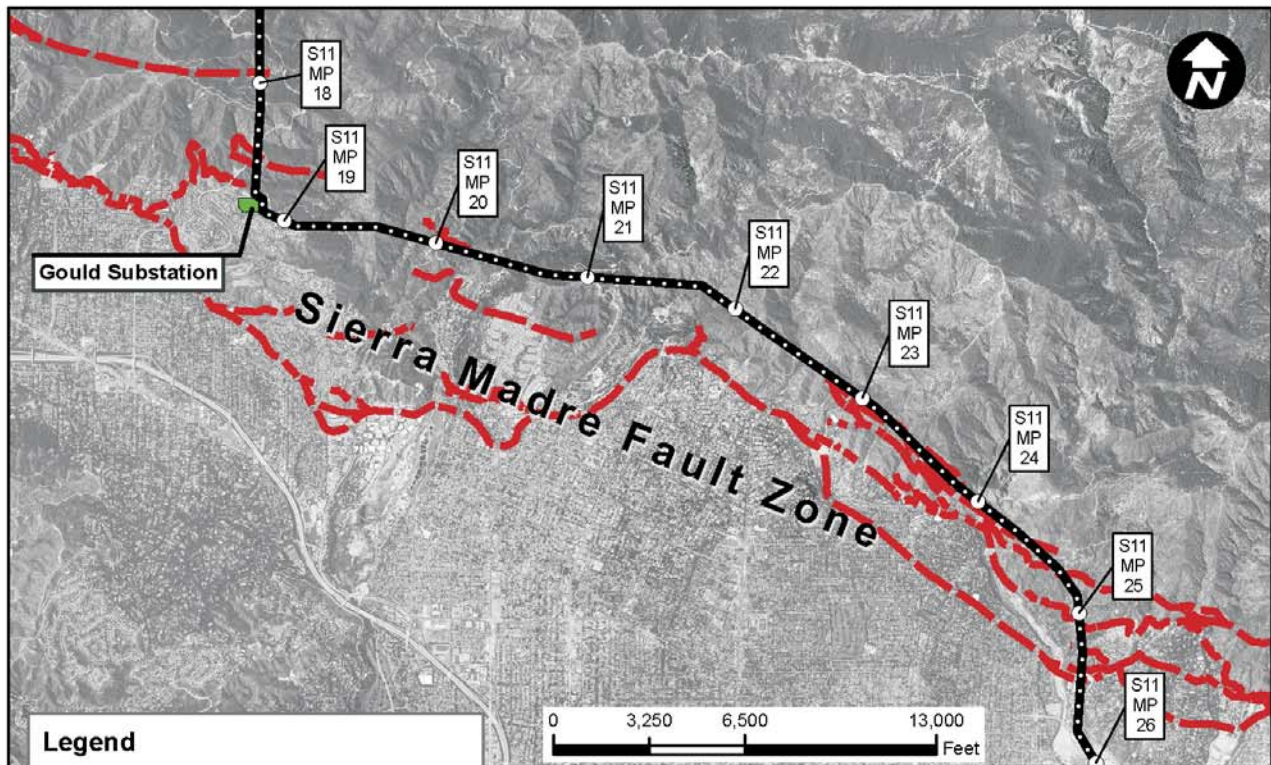 N
S11
MP
18
S11
MP
19
S11
MP
20
S11
MP
21
S11
MP
22
Gould Substation
S11
MP
23
Sierra Madre Fault Zone
S11
MP
24
S11
MP
25
S11
MP
26
0 3,250 6,500 13,000
Feet
Legend